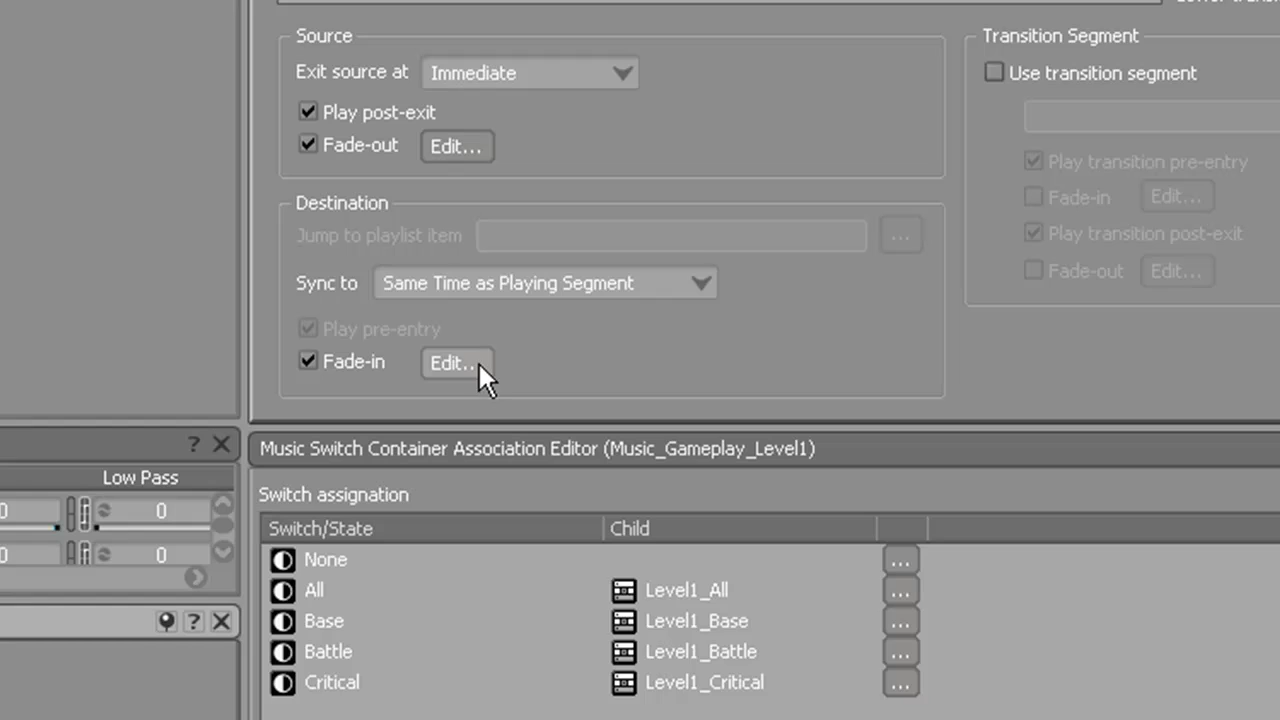 Source
Exit source at Immediate
Play post-exit
Fade-out Edit...
Destination
Jump to playlist item ...
Sync to Same Time as Playing Segment
Play pre-entry
Fade-in Edit...
Transition Segment
Use transition segment
Play transition pre-entry
Fade-in Edit...
Play transition post-exit
Fade-out Edit...
?
Low Pass
0 0
0 0
?
Music Switch Container Association Editor (Music_Gameplay_Level1)
Switch assignation
Switch/State Child
None ...
All Level1_All ...
Base Level1_Base ...
Battle Level1_Battle ...
Critical Level1_Critical ...